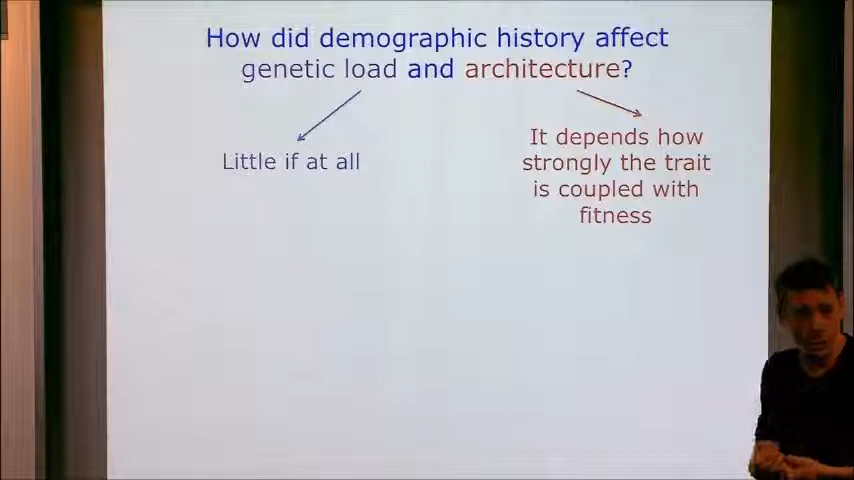 How did demographic history affect
genetic load and architecture?
Little if at all
It depends how
strongly the trait
is coupled with
fitness